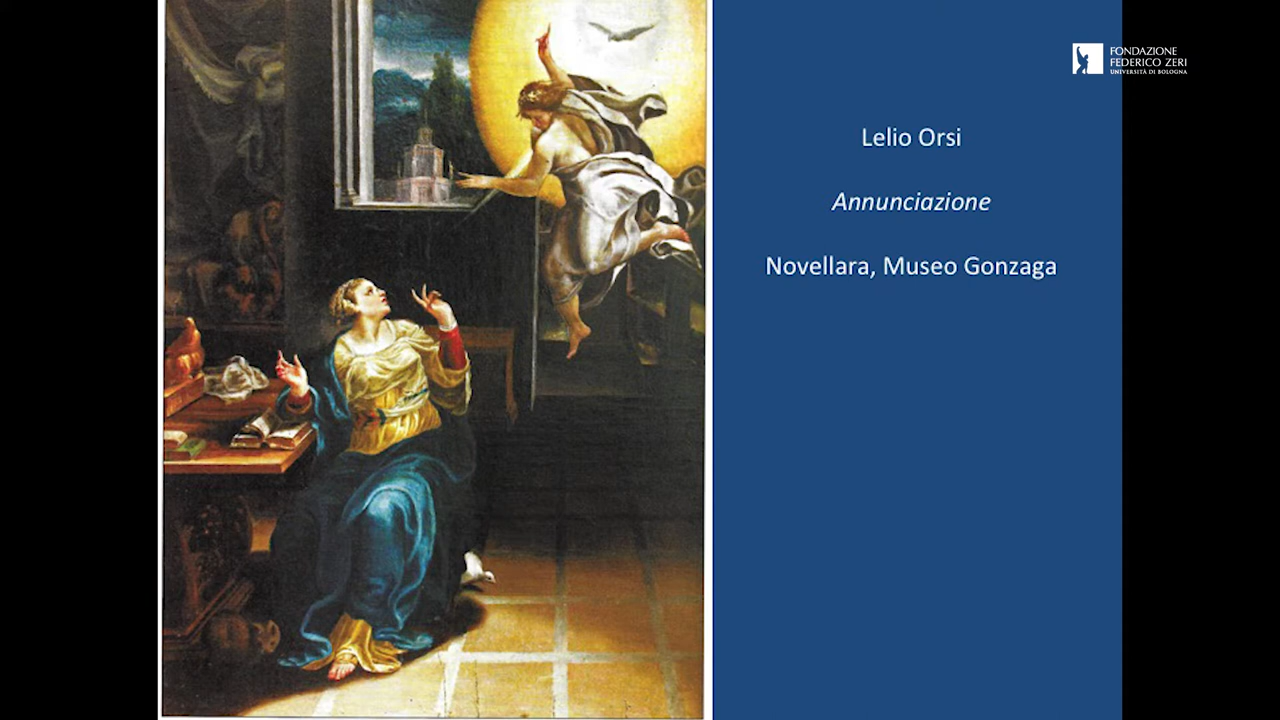 FONDAZIONE
FEDERICO ZERI
UNIVERSITÀ DI BOLOGNA
Lelio Orsi
Annunciazione
Novellara, Museo Gonzaga